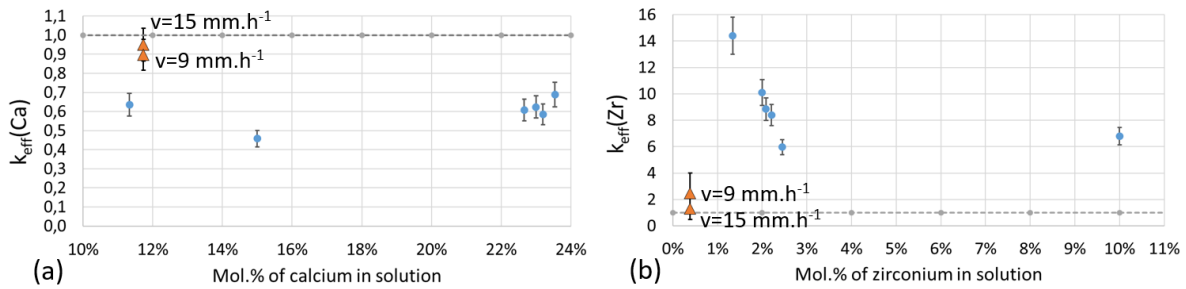 1,1
1,0
0,9
0,8
0,7
0,6
0,5
0,4
0,3
0,2
0,1
0,0
k_eff(Ca)
v=15 mm.h⁻¹
v=9 mm.h⁻¹
10% 12% 14% 16% 18% 20% 22% 24%
(a) Mol.% of calcium in solution
16
14
12
10
8
6
4
2
0
k_eff(Zr)
v=9 mm.h⁻¹
v=15 mm.h⁻¹
0% 1% 2% 3% 4% 5% 6% 7% 8% 9% 10% 11%
(b) Mol.% of zirconium in solution